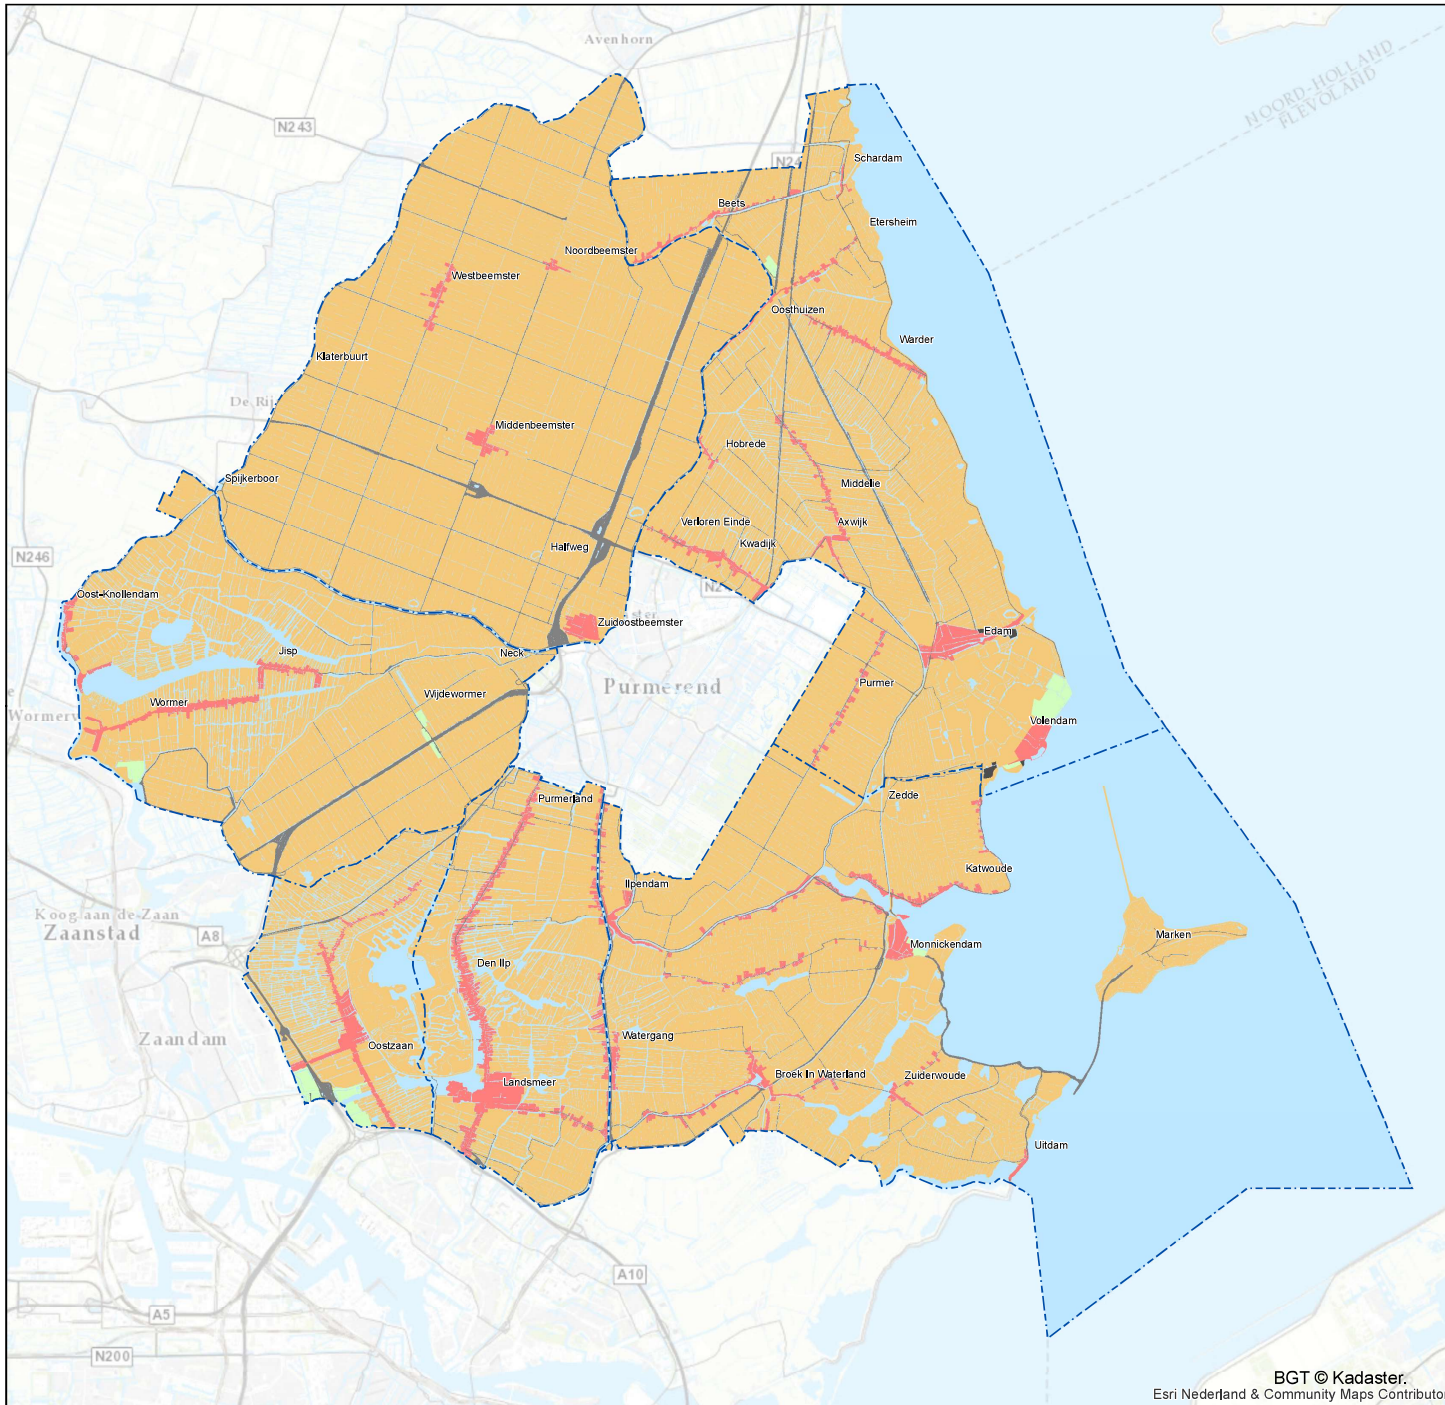 Avenhorn
NOORD-HOLLAND
FLEVOLAND
N243
Schardam
Beets
Etersheim
Noordbeemster
Westbeemster
Oosthuizen
Warder
Klaterbuurt
Middenbeemster
Hobrede
Spijkerboor
Middelie
Verloren Einde
Axwijk
Kwadijk
Halfweg
N246
Oost-Knollendam
Zuidoostbeemster
Edam
Jisp
Neck
Purmerend
Purmer
Wijdewormer
Wormer
Volendam
Purmerland
Zedde
Katwoude
Ilpendam
Koog aan de Zaan
Zaanstad
A8
Marken
Monnickendam
Den Ilp
Zaandam
Oostzaan
Watergang
Broek In Waterland
Zuiderwoude
Landsmeer
Uitdam
A10
A5
N200
BGT © Kadaster.
Esri Nederland & Community Maps Contributor